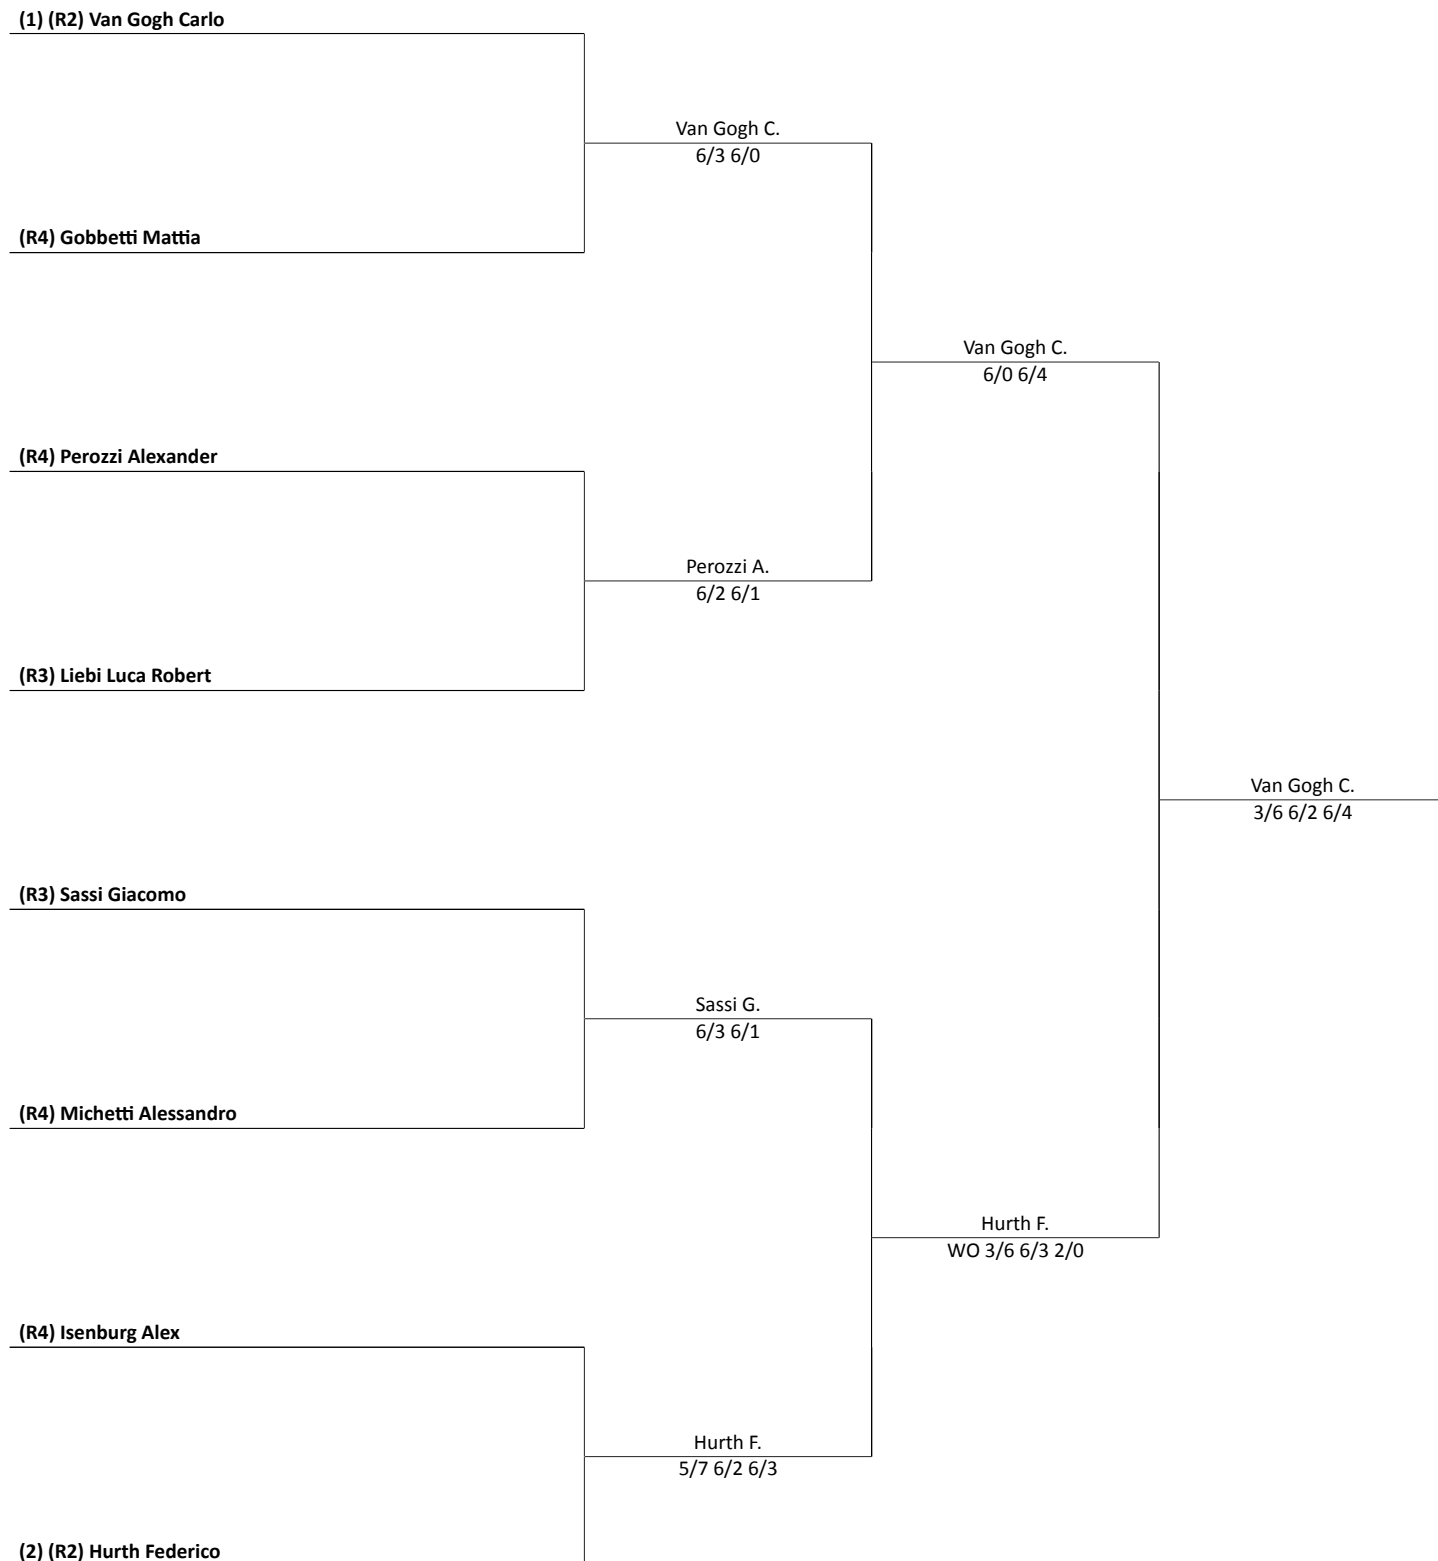 (1) (R2) Van Gogh Carlo
Van Gogh C.
6/3 6/0
(R4) Gobbetti Mattia
Van Gogh C.
6/0 6/4
(R4) Perozzi Alexander
Perozzi A.
6/2 6/1
(R3) Liebi Luca Robert
Van Gogh C.
3/6 6/2 6/4
(R3) Sassi Giacomo
Sassi G.
6/3 6/1
(R4) Michetti Alessandro
Hurth F.
WO 3/6 6/3 2/0
(R4) Isenburg Alex
Hurth F.
5/7 6/2 6/3
(2) (R2) Hurth Federico